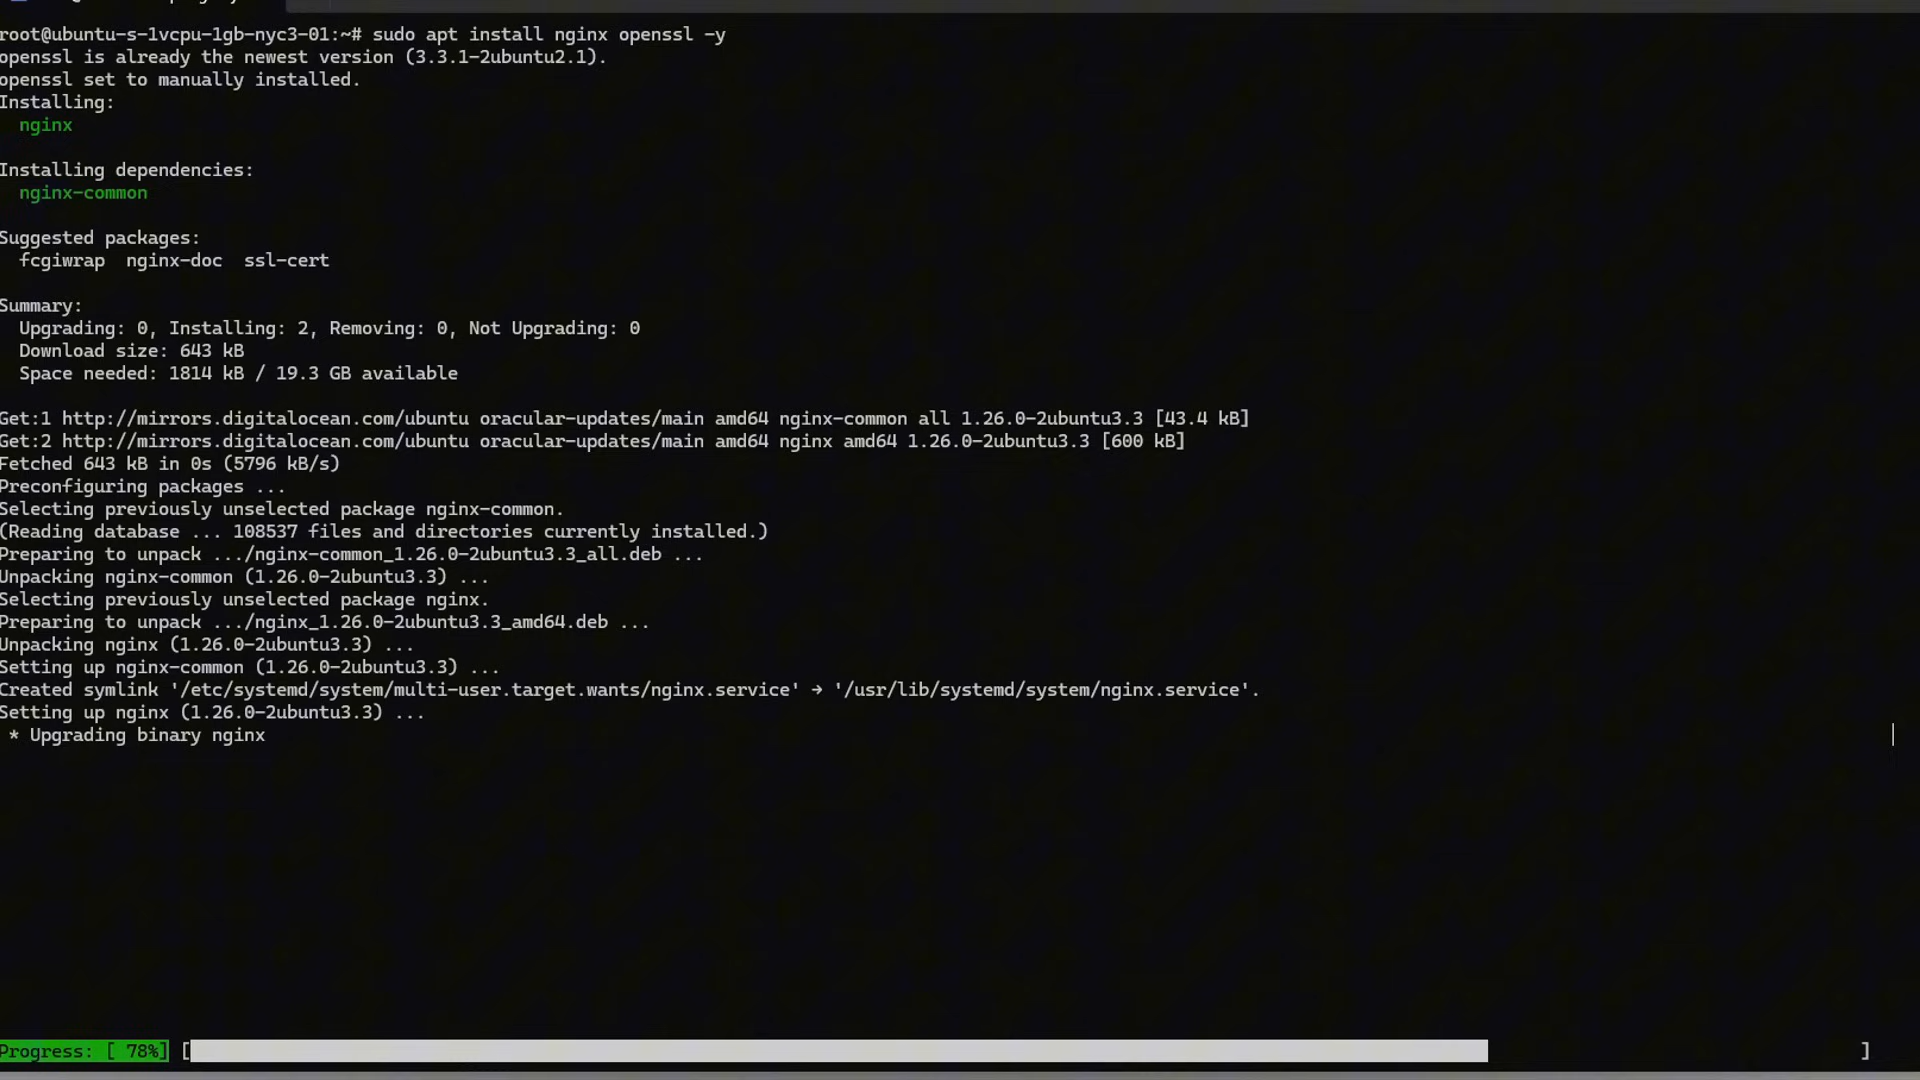 root@ubuntu-s-1vcpu-1gb-nyc3-01:~# sudo apt install nginx openssl -y
openssl is already the newest version (3.3.1-2ubuntu2.1).
openssl set to manually installed.
Installing:
nginx
Installing dependencies:
nginx-common
Suggested packages:
fcgiwrap nginx-doc ssl-cert
Summary:
Upgrading: 0, Installing: 2, Removing: 0, Not Upgrading: 0
Download size: 643 kB
Space needed: 1814 kB / 19.3 GB available
Get:1 http://mirrors.digitalocean.com/ubuntu oracular-updates/main amd64 nginx-common all 1.26.0-2ubuntu3.3 [43.4 kB]
Get:2 http://mirrors.digitalocean.com/ubuntu oracular-updates/main amd64 nginx amd64 1.26.0-2ubuntu3.3 [600 kB]
Fetched 643 kB in 0s (5796 kB/s)
Preconfiguring packages ...
Selecting previously unselected package nginx-common.
(Reading database ... 108537 files and directories currently installed.)
Preparing to unpack .../nginx-common_1.26.0-2ubuntu3.3_all.deb ...
Unpacking nginx-common (1.26.0-2ubuntu3.3) ...
Selecting previously unselected package nginx.
Preparing to unpack .../nginx_1.26.0-2ubuntu3.3_amd64.deb ...
Unpacking nginx (1.26.0-2ubuntu3.3) ...
Setting up nginx-common (1.26.0-2ubuntu3.3) ...
Created symlink '/etc/systemd/system/multi-user.target.wants/nginx.service' → '/usr/lib/systemd/system/nginx.service'.
Setting up nginx (1.26.0-2ubuntu3.3) ...
* Upgrading binary nginx
Progress: [ 78%] [ ]